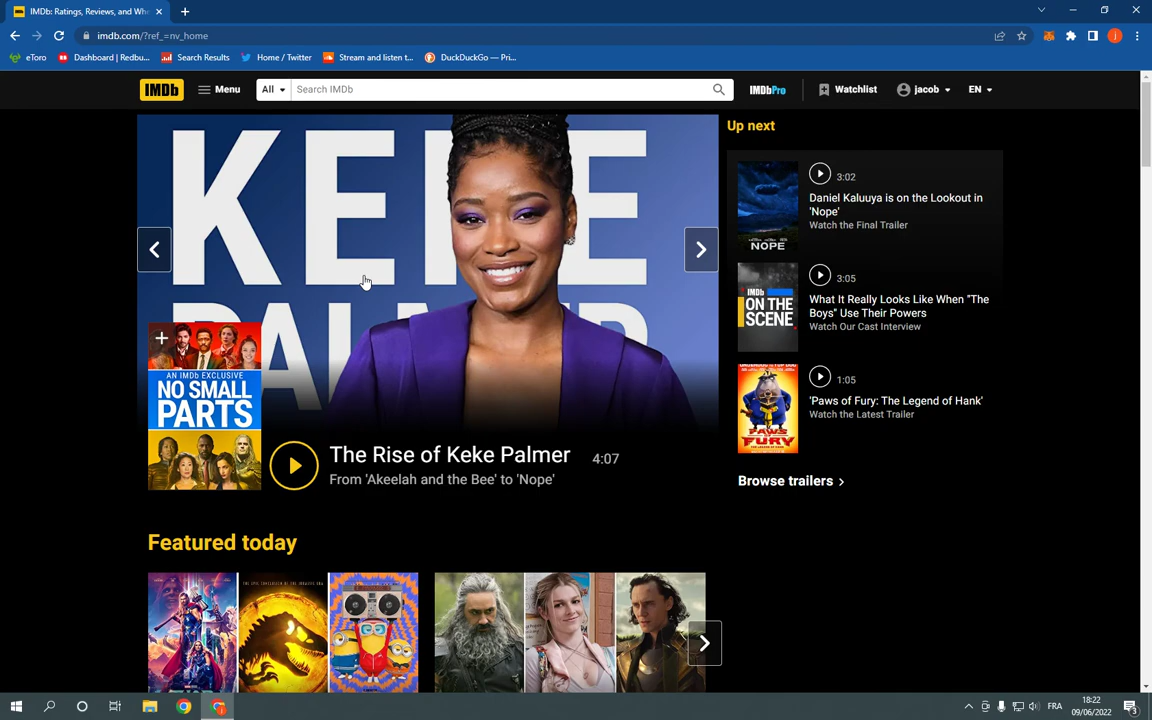 IMDb: Ratings, Reviews, and Wh
imdb.com/?ref_=nv_home
eToro
Dashboard | Redbu...
Search Results
Home / Twitter
Stream and listen t...
DuckDuckGo — Pri...
IMDb
Menu
All
Search IMDb
IMDbPro
Watchlist
jacob
EN
KEKE
PALMER
AN IMDb EXCLUSIVE
NO SMALL
PARTS
The Rise of Keke Palmer
4:07
From 'Akeelah and the Bee' to 'Nope'
Up next
NOPE
3:02
Daniel Kaluuya is on the Lookout in
'Nope'
Watch the Final Trailer
IMDb
ON THE
SCENE
3:05
What It Really Looks Like When "The
Boys" Use Their Powers
Watch Our Cast Interview
PAWS OF
FURY
1:05
'Paws of Fury: The Legend of Hank'
Watch the Latest Trailer
Browse trailers
Featured today
FRA
18:22
09/06/2022
3